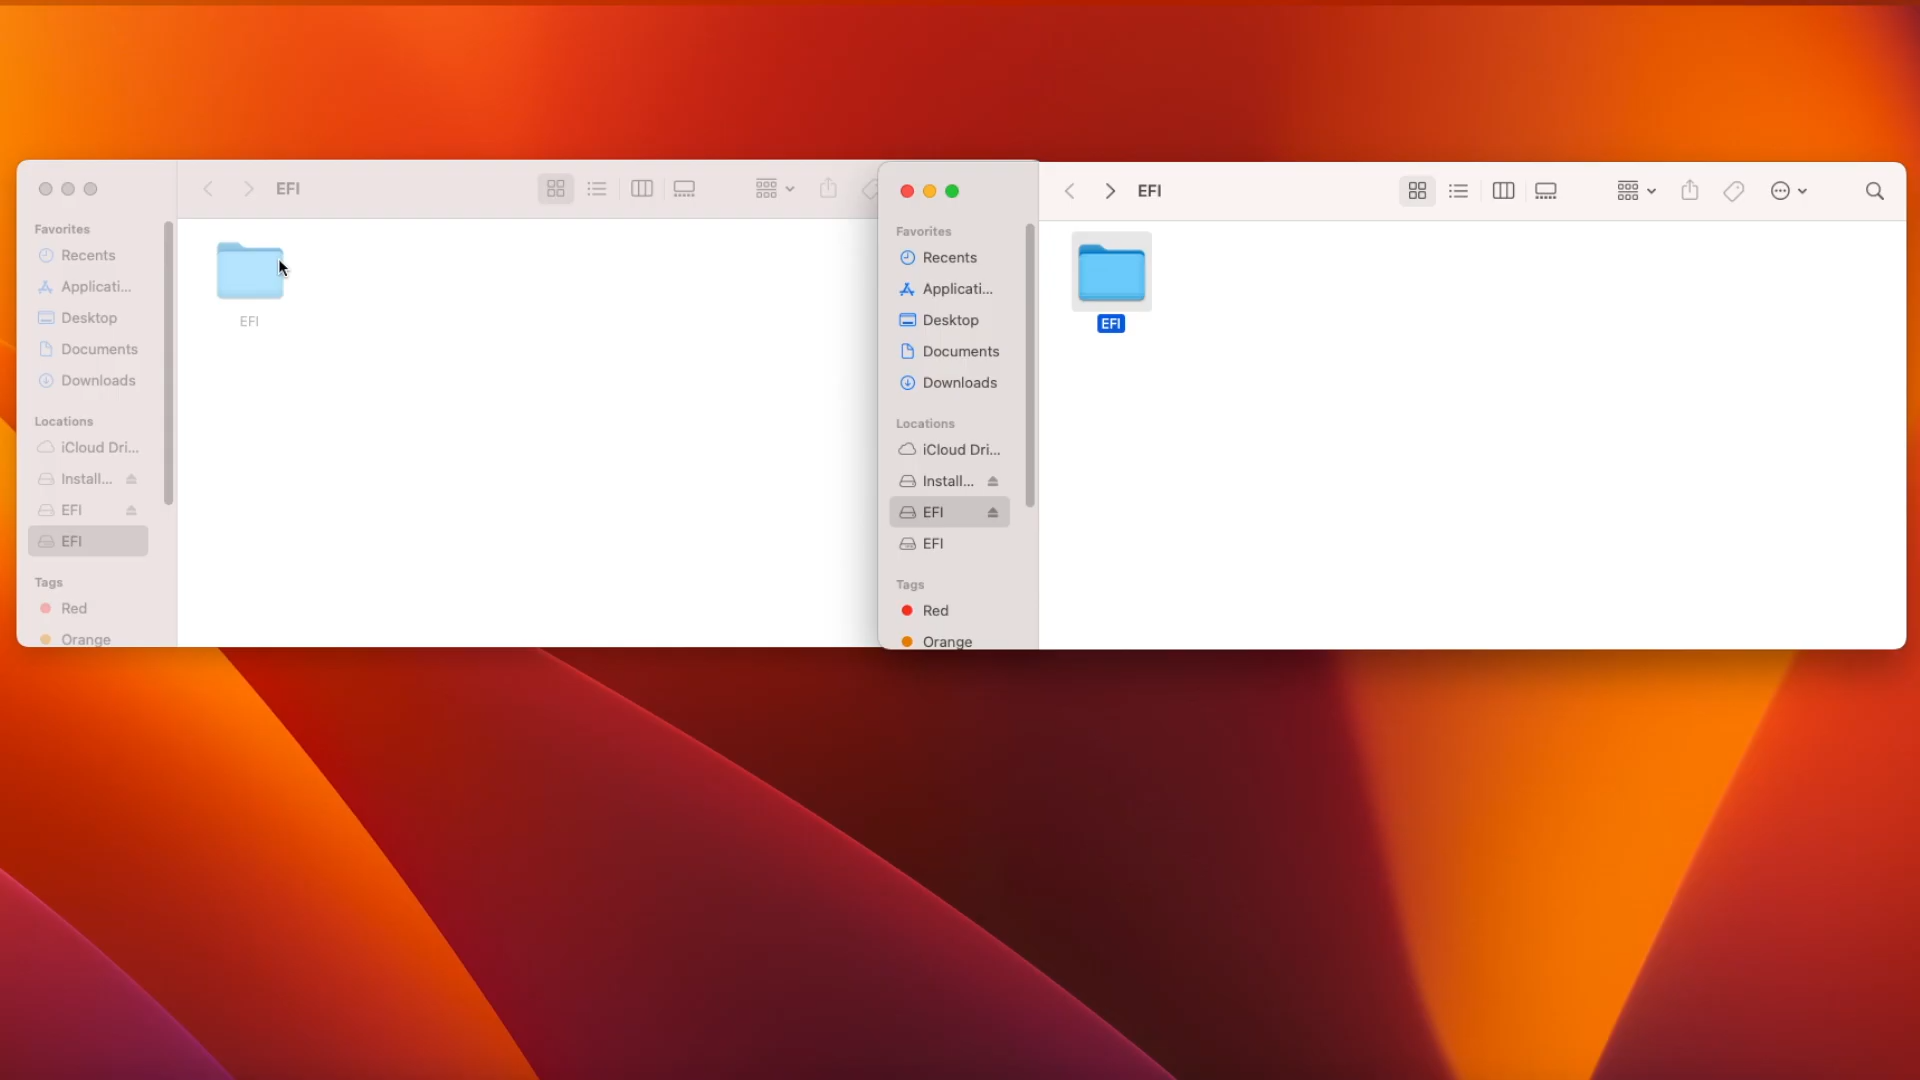 EFI
Favorites
Recents
Applicati...
Desktop
Documents
Downloads
Locations
iCloud Dri...
Install...
EFI
EFI
Tags
Red
Orange
EFI
EFI
Favorites
Recents
Applicati...
Desktop
Documents
Downloads
Locations
iCloud Dri...
Install...
EFI
EFI
Tags
Red
Orange
EFI